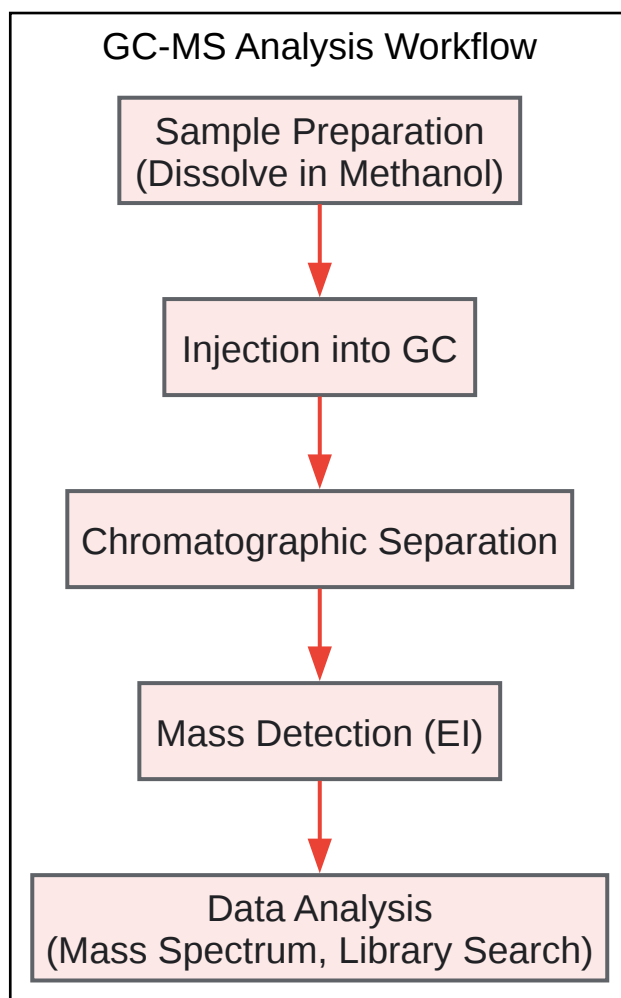 GC-MS Analysis Workflow
Sample Preparation
(Dissolve in Methanol)
Injection into GC
Chromatographic Separation
Mass Detection (EI)
Data Analysis
(Mass Spectrum, Library Search)